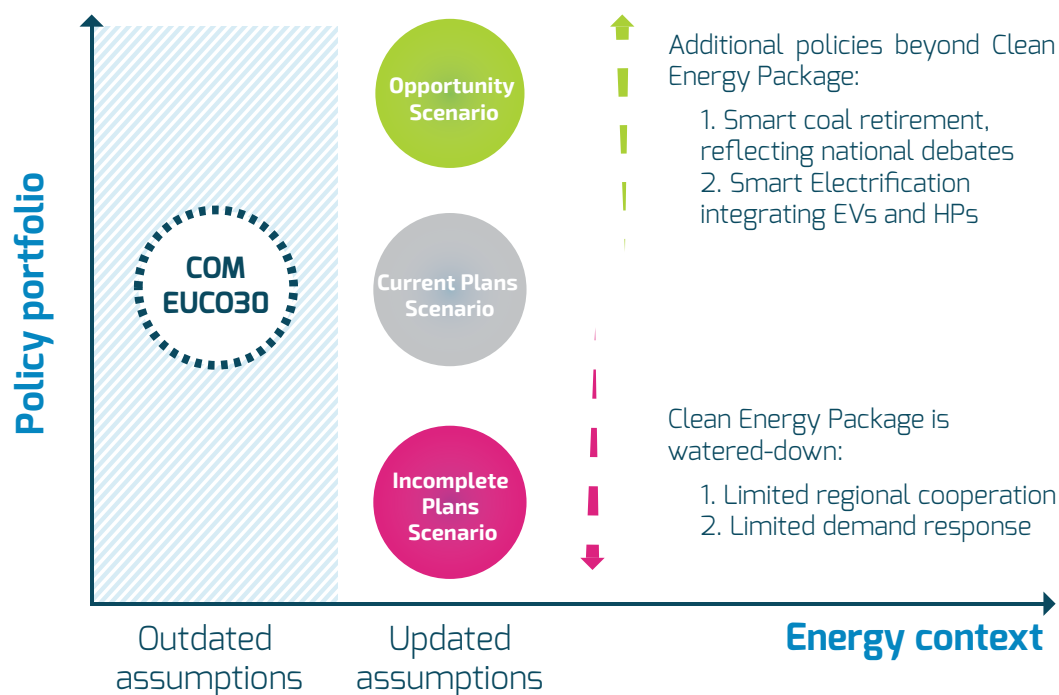 Policy portfolio
COM
EUCO30
Opportunity
Scenario
Current Plans
Scenario
Incomplete
Plans
Scenario
Additional policies beyond Clean
Energy Package:
1. Smart coal retirement,
reflecting national debates
2. Smart Electrification
integrating EVs and HPs
Clean Energy Package is
watered-down:
1. Limited regional cooperation
2. Limited demand response
Outdated
assumptions
Updated
assumptions
Energy context